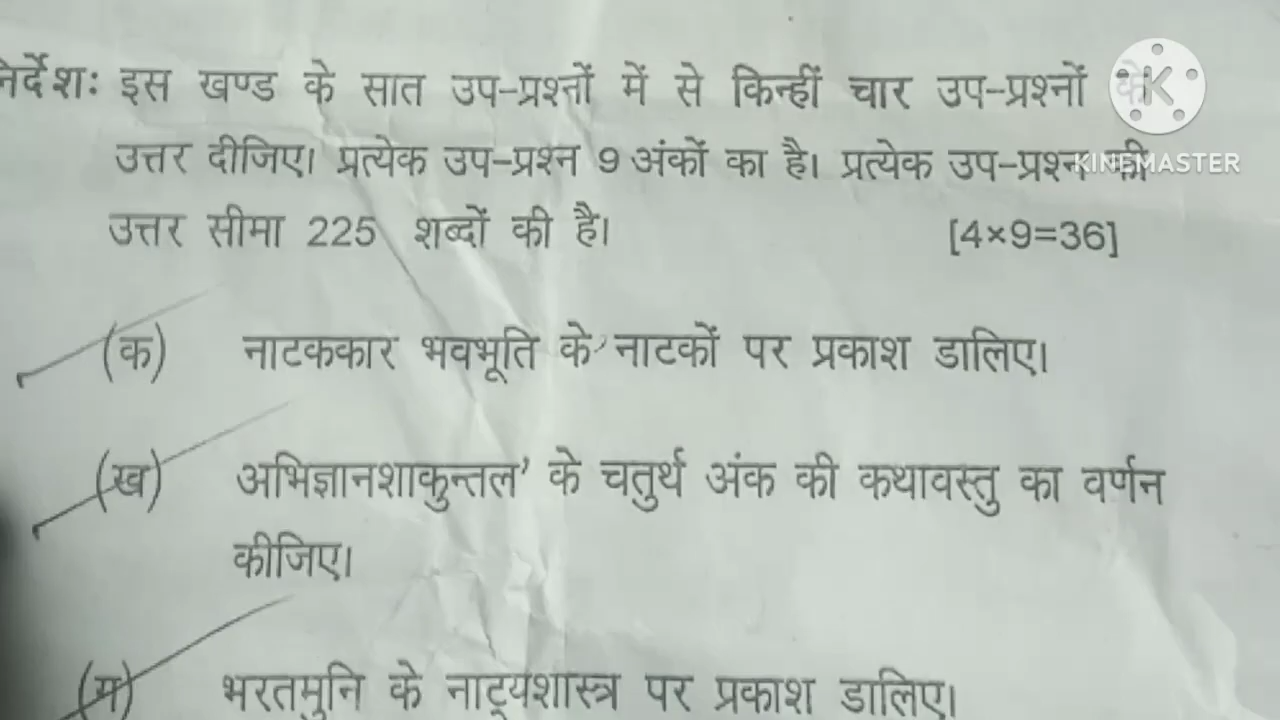 निर्देशः इस खण्ड के सात उप-प्रश्नों में से किन्हीं चार उप-प्रश्नों के
उत्तर दीजिए। प्रत्येक उप-प्रश्न 9 अंकों का है। प्रत्येक उप-प्रश्न की
KINEMASTER
उत्तर सीमा 225 शब्दों की है। [4×9=36]
(क) नाटककार भवभूति के नाटकों पर प्रकाश डालिए।
(ख) अभिज्ञानशाकुन्तल' के चतुर्थ अंक की कथावस्तु का वर्णन
कीजिए।
(ग) भरतमुनि के नाट्यशास्त्र पर प्रकाश डालिए।